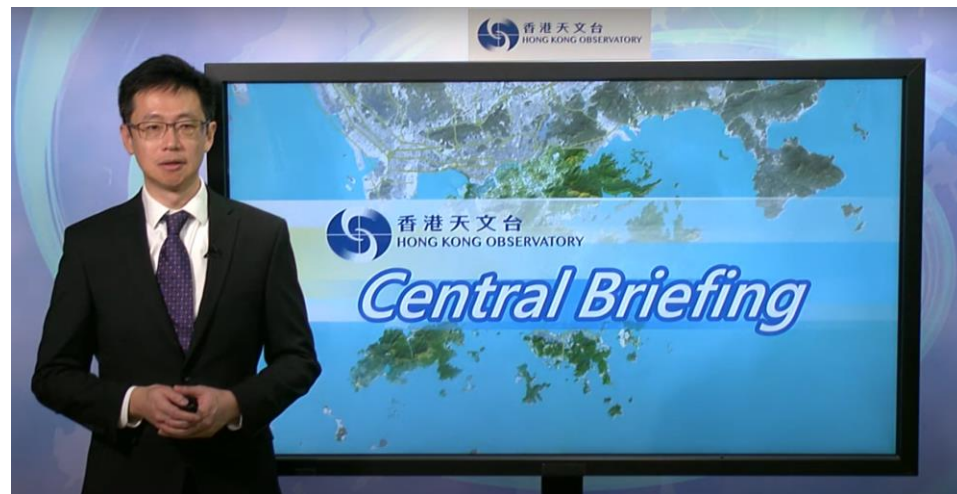 香港天文台
HONG KONG OBSERVATORY
香港天文台
HONG KONG OBSERVATORY
Central Briefing